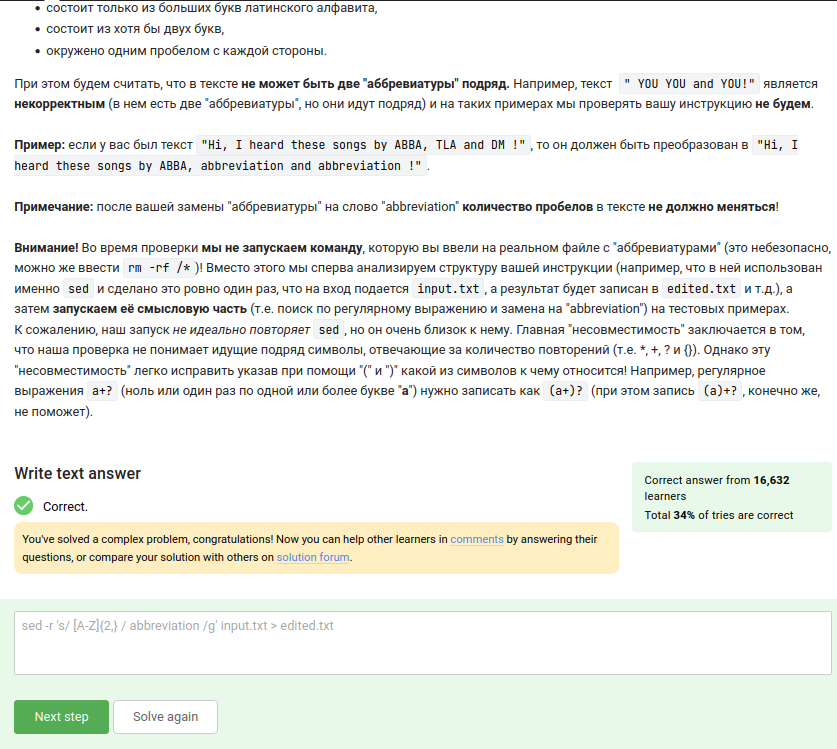 состоит только из больших букв латинского алфавита,
состоит из хотя бы двух букв,
окружено одним пробелом с каждой стороны.
При этом будем считать, что в тексте не может быть две "аббревиатуры" подряд. Например, текст " YOU YOU and YOU!" является
некорректным (в нем есть две "аббревиатуры", но они идут подряд) и на таких примерах мы проверять вашу инструкцию не будем.
Пример: если у вас был текст "Hi, I heard these songs by ABBA, TLA and DM !", то он должен быть преобразован в "Hi, I
heard these songs by ABBA, abbreviation and abbreviation !".
Примечание: после вашей замены "аббревиатуры" на слово "abbreviation" количество пробелов в тексте не должно меняться!
Внимание! Во время проверки мы не запускаем команду, которую вы ввели на реальном файле с "аббревиатурами" (это небезопасно,
можно же ввести rm -rf /*)! Вместо этого мы сперва анализируем структуру вашей инструкции (например, что в ней использован
именно sed и сделано это ровно один раз, что на вход подается input.txt, а результат будет записан в edited.txt и т.д.), а
затем запускаем её смысловую часть (т.е. поиск по регулярному выражению и замена на "abbreviation") на тестовых примерах.
К сожалению, наш запуск не идеально повторяет sed, но он очень близок к нему. Главная "несовместимость" заключается в том,
что наша проверка не понимает идущие подряд символы, отвечающие за количество повторений (т.е. *, +, ? и {}). Однако эту
"несовместимость" легко исправить указав при помощи "(" и ")" какой из символов к чему относится! Например, регулярное
выражения a+? (ноль или один раз по одной или более букве "a") нужно записать как (a+)? (при этом запись (a)+?, конечно же,
не поможет).
Write text answer
Correct.
You've solved a complex problem, congratulations! Now you can help other learners in comments by answering their
questions, or compare your solution with others on solution forum.
Correct answer from 16,632
learners
Total 34% of tries are correct
sed -r 's/ [A-Z]{2,} / abbreviation /g' input.txt > edited.txt
Next step
Solve again